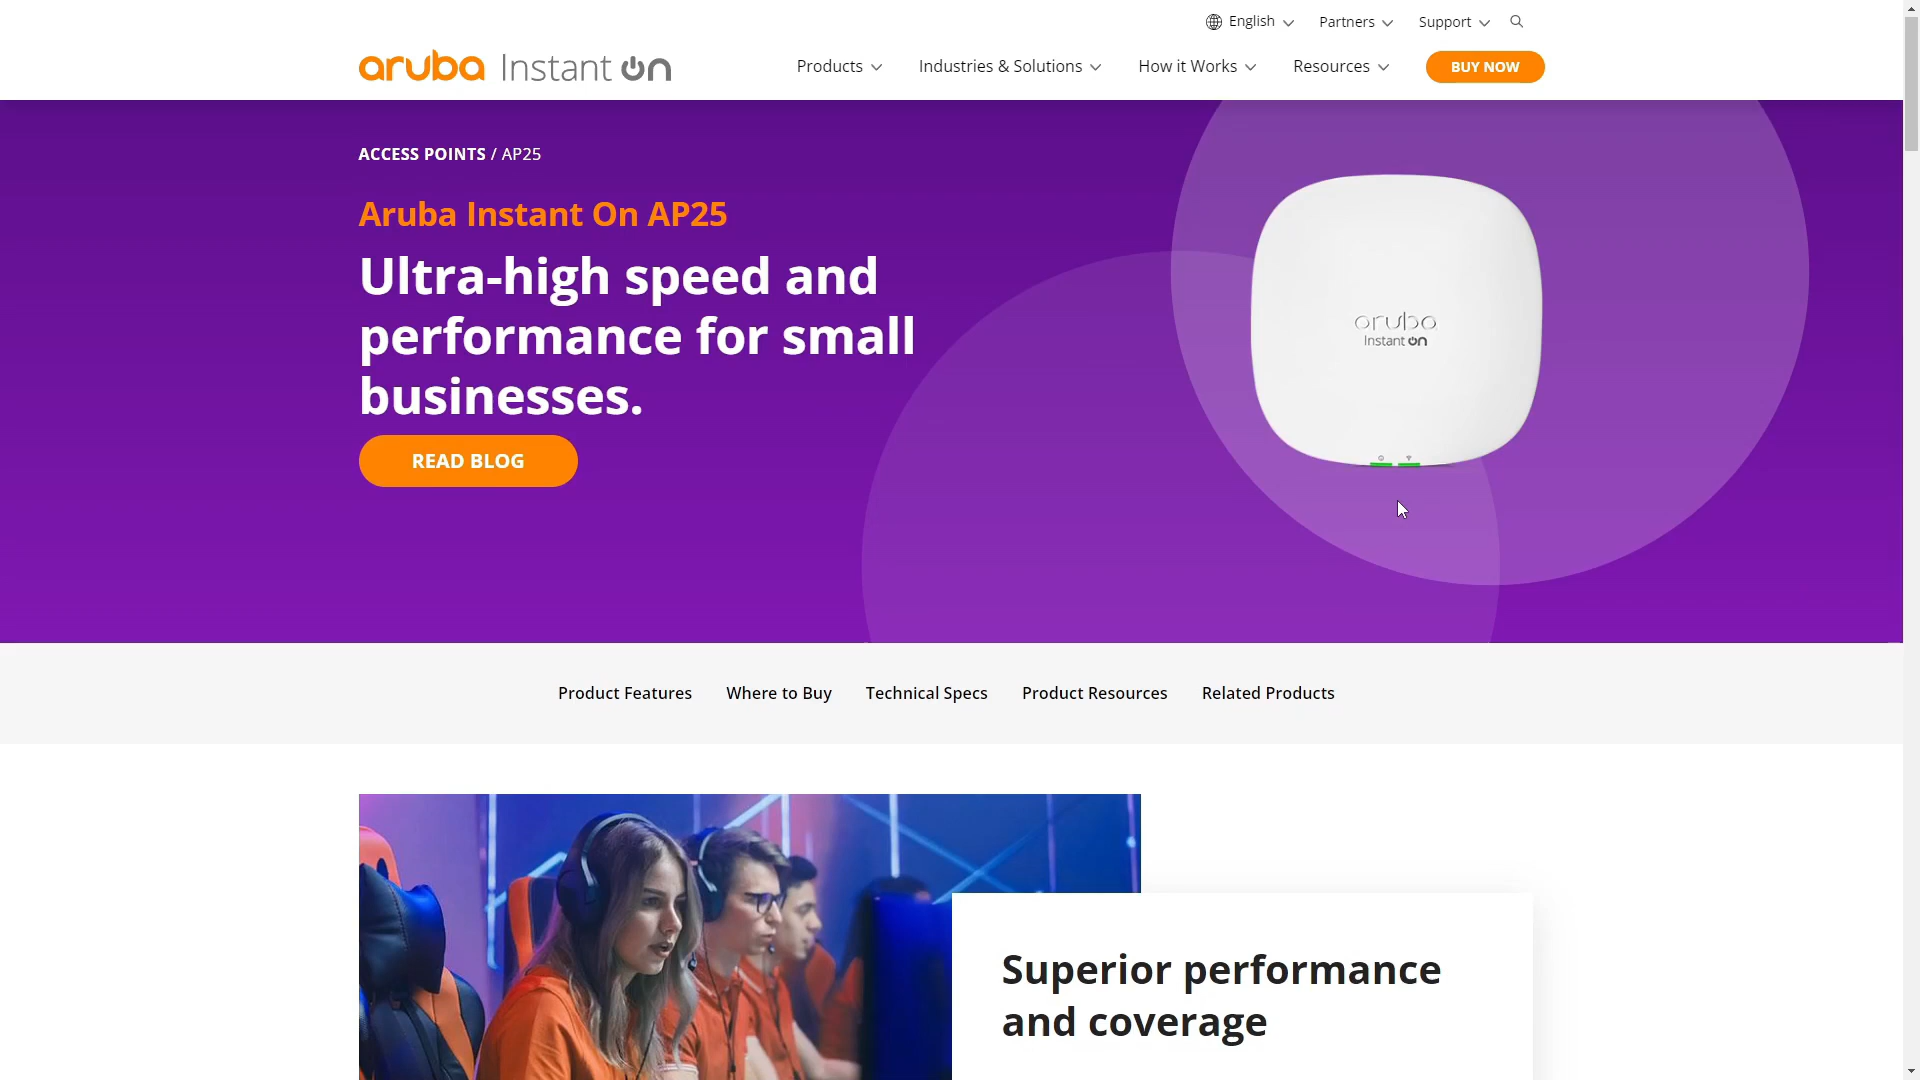 English
Partners
Support
aruba Instant On
Products
Industries & Solutions
How it Works
Resources
BUY NOW
ACCESS POINTS / AP25
Aruba Instant On AP25
Ultra-high speed and
performance for small
businesses.
READ BLOG
aruba
Instant On
Product Features
Where to Buy
Technical Specs
Product Resources
Related Products
Superior performance
and coverage